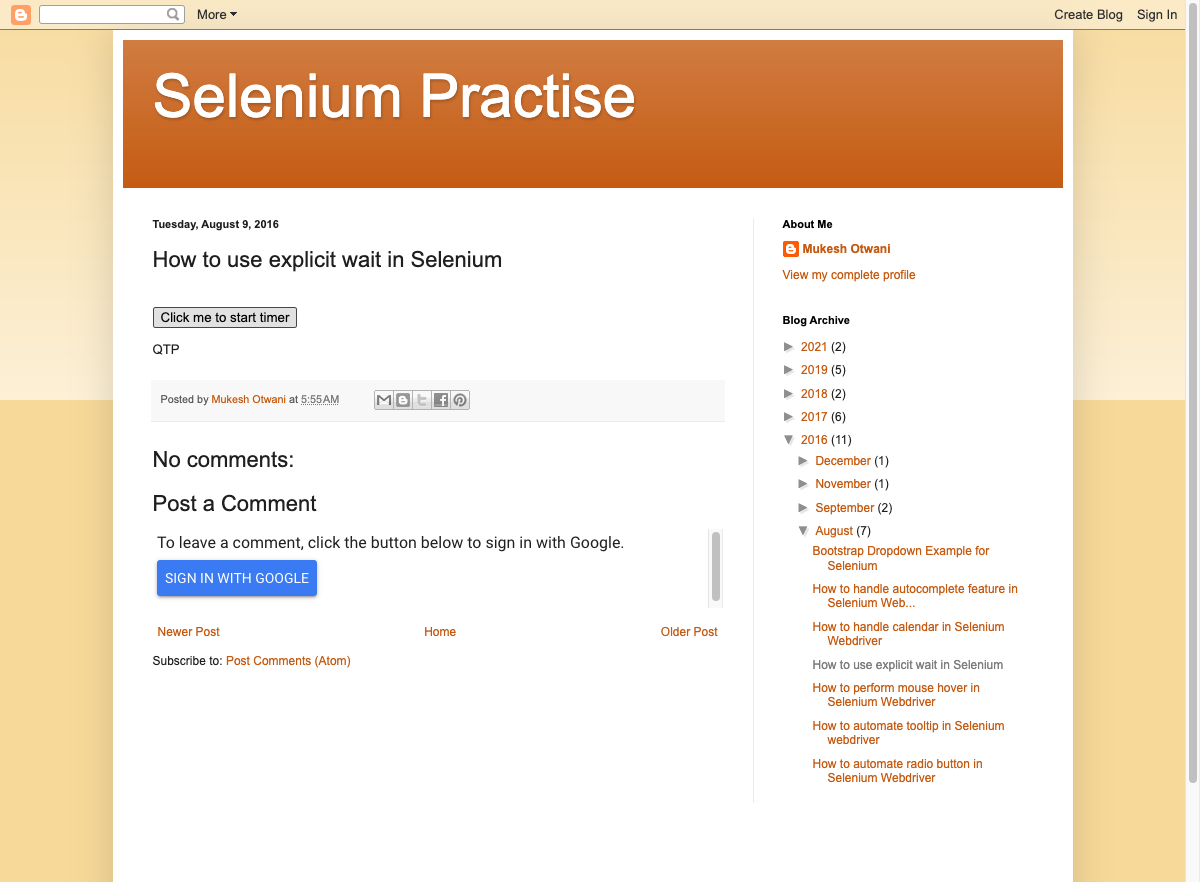 More
Create Blog Sign In
Selenium Practise
Tuesday, August 9, 2016
How to use explicit wait in Selenium
Click me to start timer
QTP
Posted by Mukesh Otwani at 5:55 AM
No comments:
Post a Comment
To leave a comment, click the button below to sign in with Google.
SIGN IN WITH GOOGLE
Newer Post Home Older Post
Subscribe to: Post Comments (Atom)
About Me
Mukesh Otwani
View my complete profile
Blog Archive
► 2021 (2)
► 2019 (5)
► 2018 (2)
► 2017 (6)
▼ 2016 (11)
► December (1)
► November (1)
► September (2)
▼ August (7)
Bootstrap Dropdown Example for
Selenium
How to handle autocomplete feature in
Selenium Web...
How to handle calendar in Selenium
Webdriver
How to use explicit wait in Selenium
How to perform mouse hover in
Selenium Webdriver
How to automate tooltip in Selenium
webdriver
How to automate radio button in
Selenium Webdriver